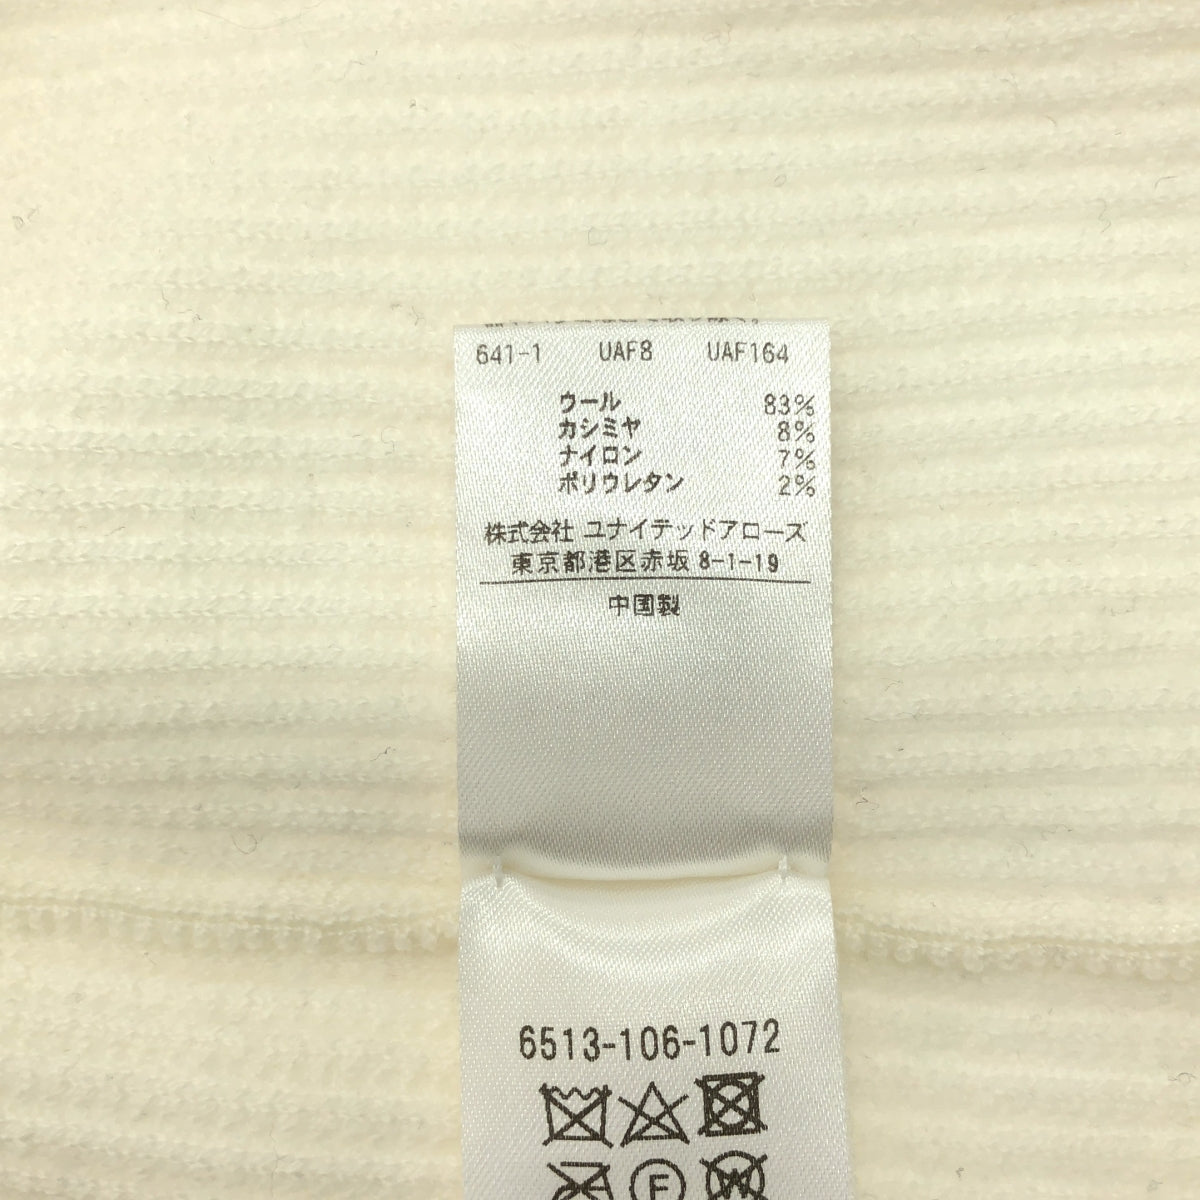 641-1 UAF8 UAF164
ウール 83%
カシミヤ 8%
ナイロン 7%
ポリウレタン 2%
株式会社 ユナイテッドアローズ
東京都港区赤坂 8-1-19
中国製
6513-106-1072
F
W